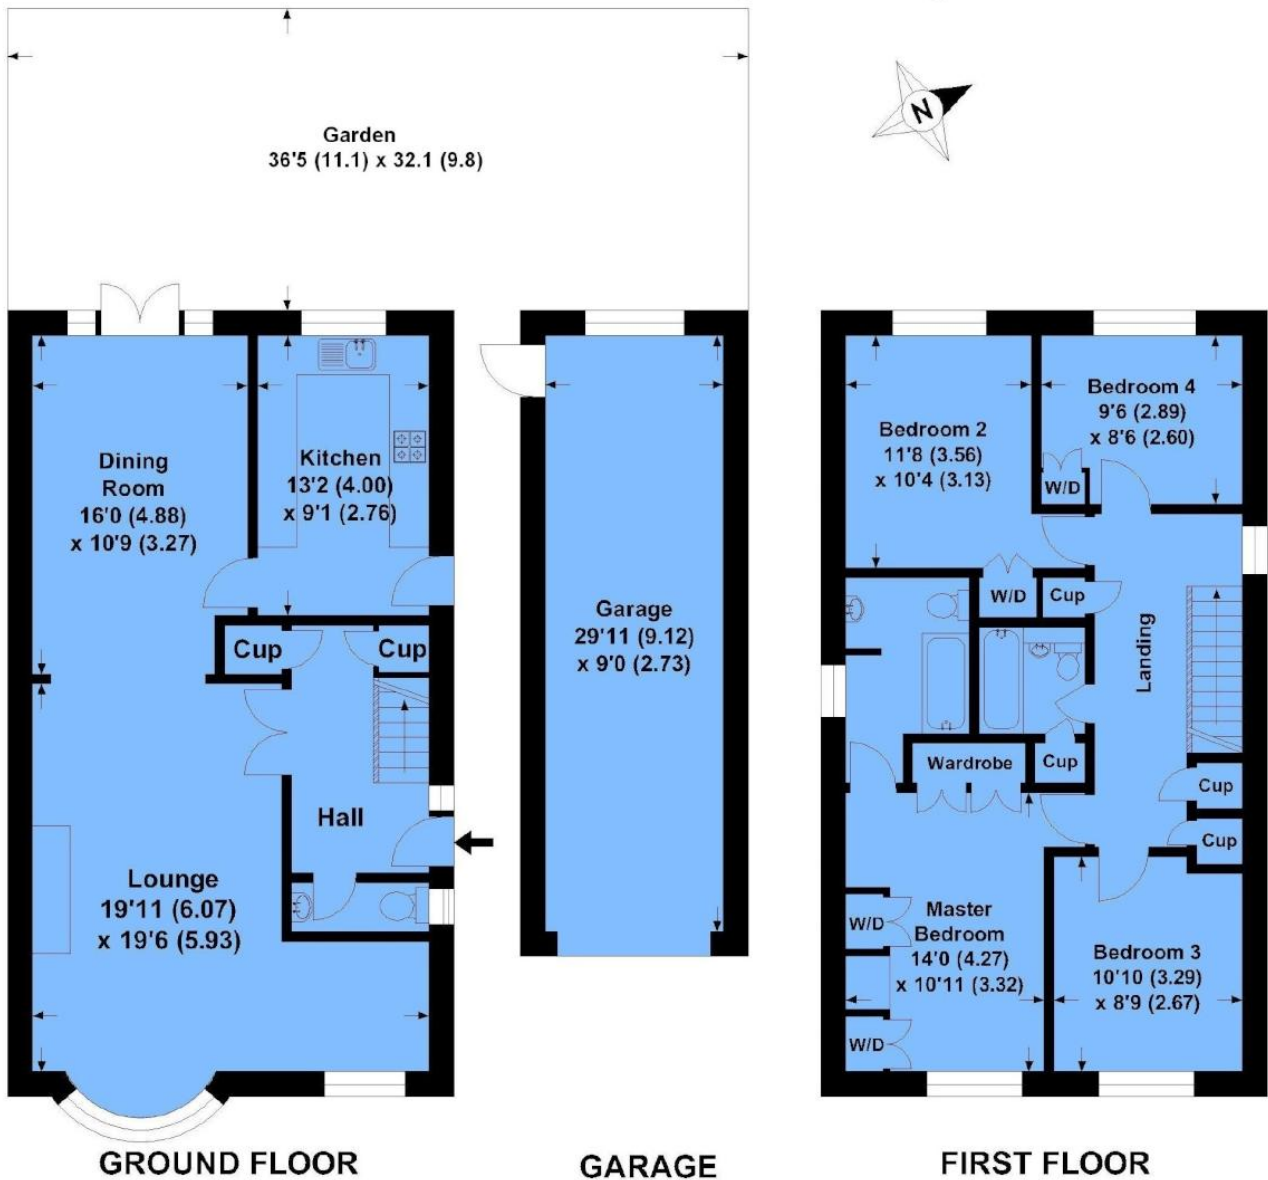 N
Garden
36'5 (11.1) x 32.1 (9.8)
Dining
Room
16'0 (4.88)
x 10'9 (3.27)
Kitchen
13'2 (4.00)
x 9'1 (2.76)
Cup
Cup
Hall
Lounge
19'11 (6.07)
x 19'6 (5.93)
GROUND FLOOR
Garage
29'11 (9.12)
x 9'0 (2.73)
GARAGE
Bedroom 2
11'8 (3.56)
x 10'4 (3.13)
Bedroom 4
9'6 (2.89)
x 8'6 (2.60)
W/D
W/D
Cup
Landing
Wardrobe
Cup
Cup
Cup
W/D
Master
Bedroom
14'0 (4.27)
x 10'11 (3.32)
W/D
Bedroom 3
10'10 (3.29)
x 8'9 (2.67)
FIRST FLOOR